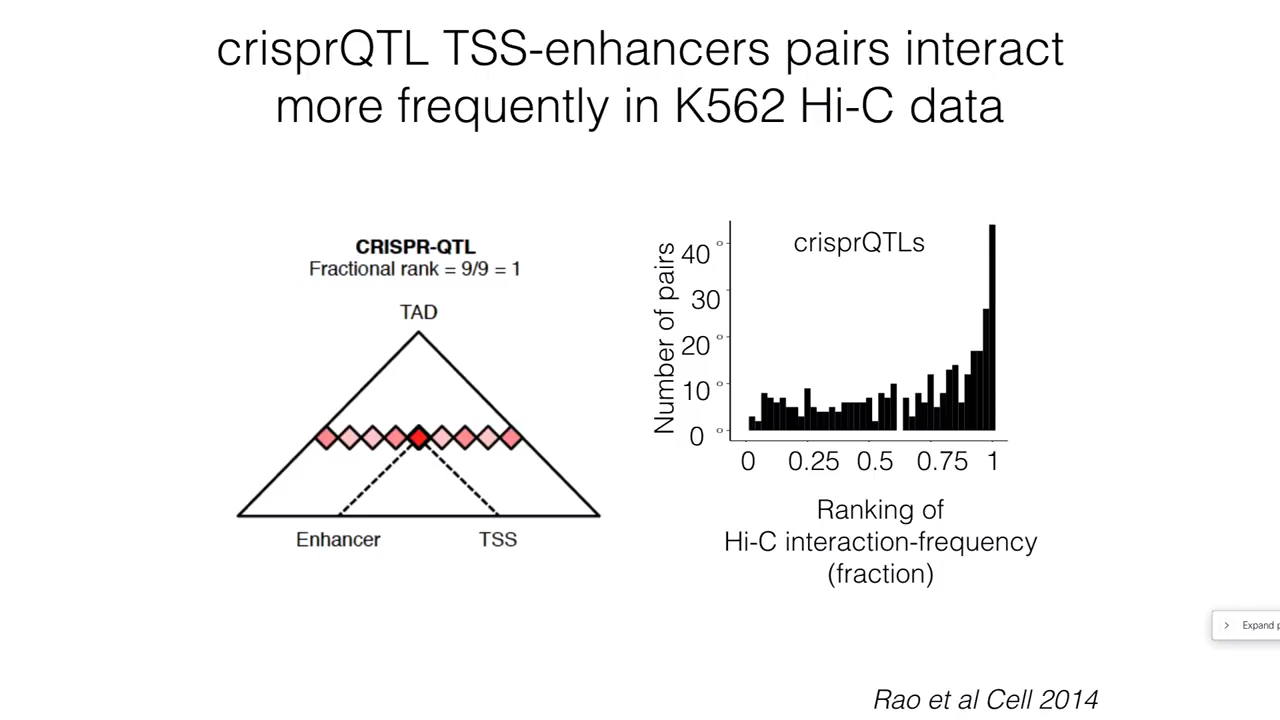 crisprQTL TSS-enhancers pairs interact
more frequently in K562 Hi-C data
CRISPR-QTL
Fractional rank = 9/9 = 1
TAD
Enhancer
TSS
crisprQTLs
Number of pairs
40
30
20
10
0
0 0.25 0.5 0.75 1
Ranking of
Hi-C interaction-frequency
(fraction)
Expand p
Rao et al Cell 2014